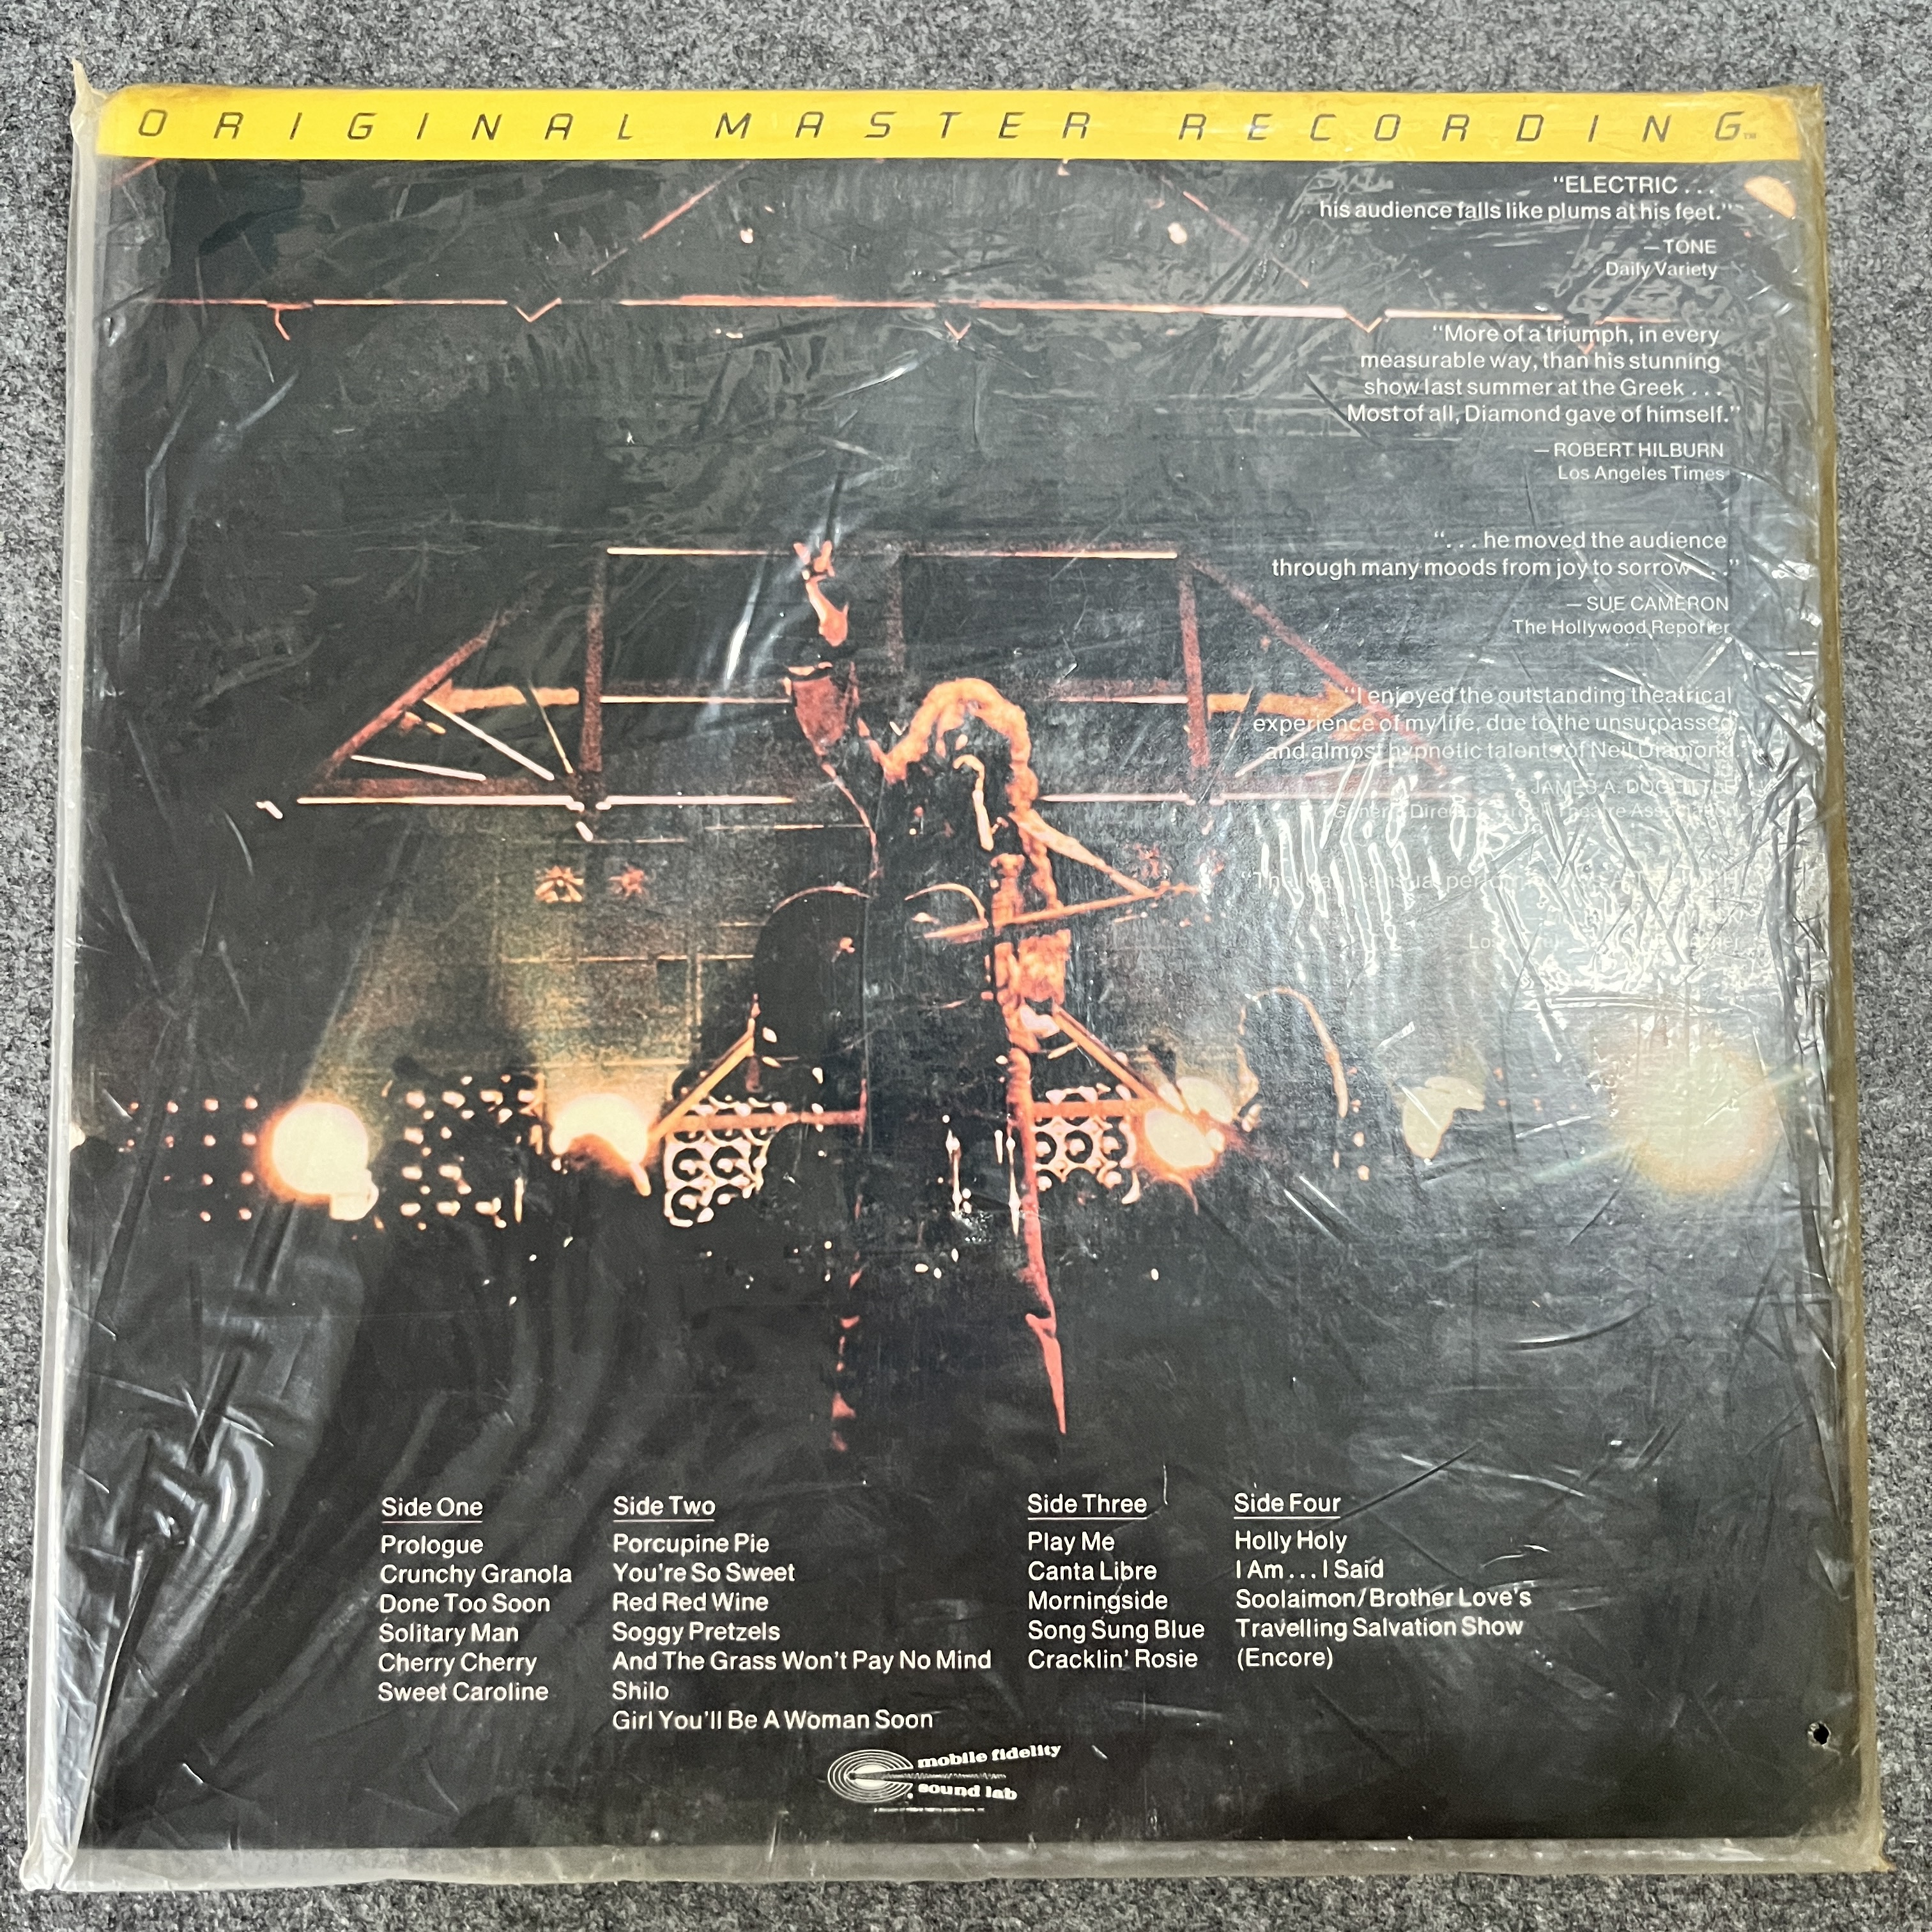 ORIGINAL MASTER RECORDING™
“ELECTRIC . . .
his audience falls like plums at his feet.”
— TONE
Daily Variety
“More of a triumph, in every
measurable way, than his stunning
show last summer at the Greek . . .
Most of all, Diamond gave of himself.”
— ROBERT HILBURN
Los Angeles Times
“. . . he moved the audience
through many moods from joy to sorrow . . .”
— SUE CAMERON
The Hollywood Reporter
“I enjoyed the outstanding theatrical
experience of my life, due to the unsurpassed
and almost hypnotic talents of Neil Diamond.”
JAMES A.
Side One
Prologue
Crunchy Granola
Done Too Soon
Solitary Man
Cherry Cherry
Sweet Caroline
Side Two
Porcupine Pie
You're So Sweet
Red Red Wine
Soggy Pretzels
And The Grass Won't Pay No Mind
Shilo
Girl You'll Be A Woman Soon
Side Three
Play Me
Canta Libre
Morningside
Song Sung Blue
Cracklin' Rosie
Side Four
Holly Holy
I Am . . . I Said
Soolaimon/Brother Love's
Travelling Salvation Show
(Encore)
mobile fidelity
sound lab